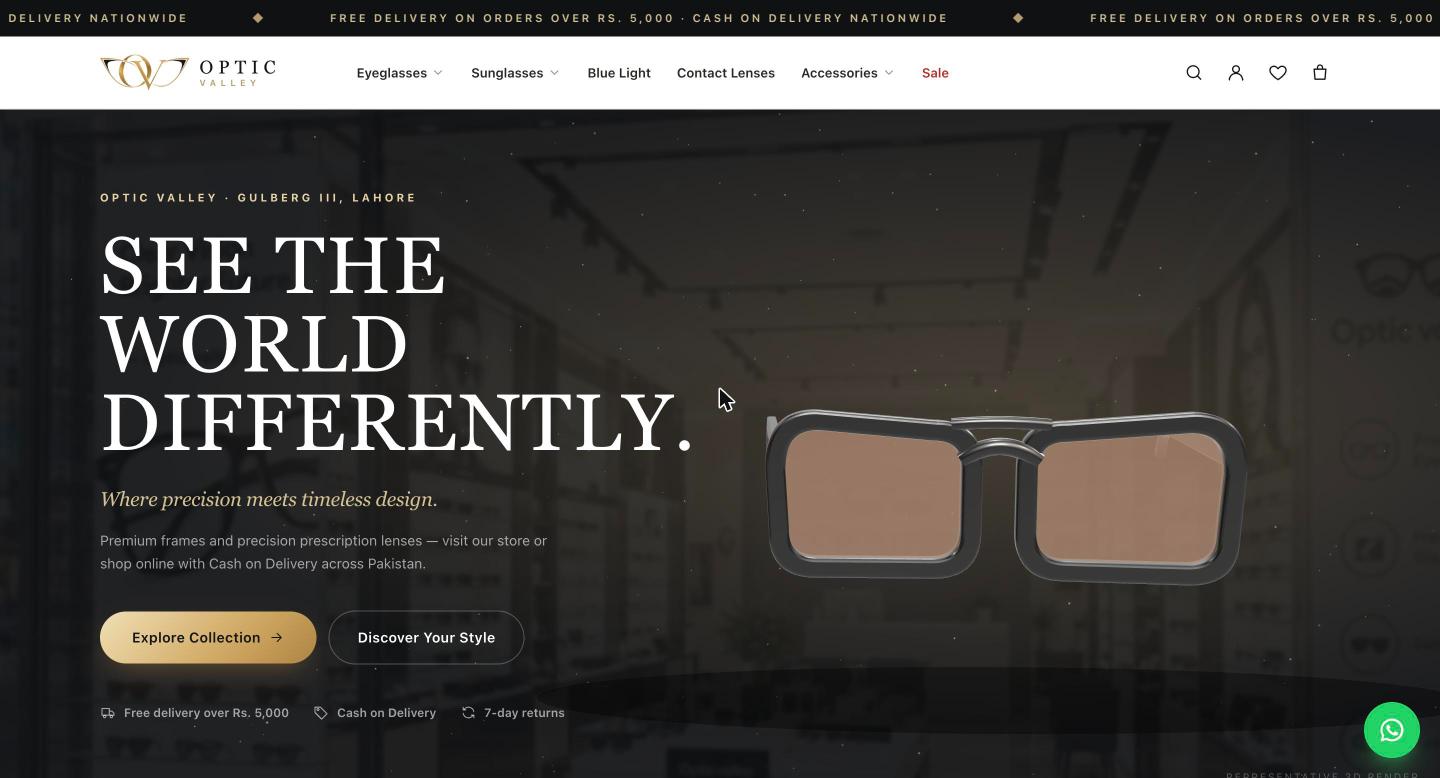 DELIVERY NATIONWIDE ◆ FREE DELIVERY ON ORDERS OVER RS. 5,000 · CASH ON DELIVERY NATIONWIDE ◆ FREE DELIVERY ON ORDERS OVER RS. 5,000
OPTIC
VALLEY
Eyeglasses Sunglasses Blue Light Contact Lenses Accessories Sale
OPTIC VALLEY · GULBERG III, LAHORE
SEE THE
WORLD
DIFFERENTLY.
Optic
Where precision meets timeless design.
Premium frames and precision prescription lenses — visit our store or
shop online with Cash on Delivery across Pakistan.
Explore Collection →
Discover Your Style
Free delivery over Rs. 5,000 Cash on Delivery 7-day returns
REPRESENTATIVE 3D RENDER